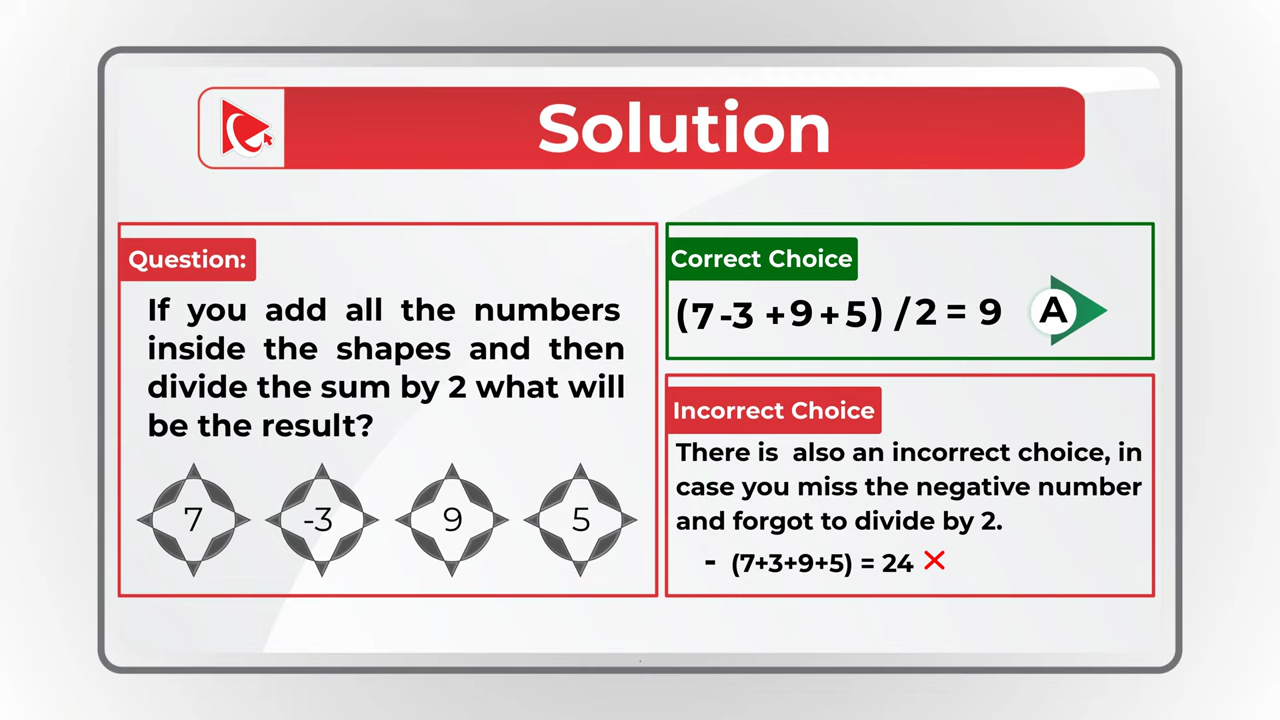 Solution
Question:
If you add all the numbers
inside the shapes and then
divide the sum by 2 what will
be the result?
7 -3 9 5
Correct Choice
(7-3+9+5) /2 = 9 A
Incorrect Choice
There is also an incorrect choice, in
case you miss the negative number
and forgot to divide by 2.
- (7+3+9+5) = 24 ✕